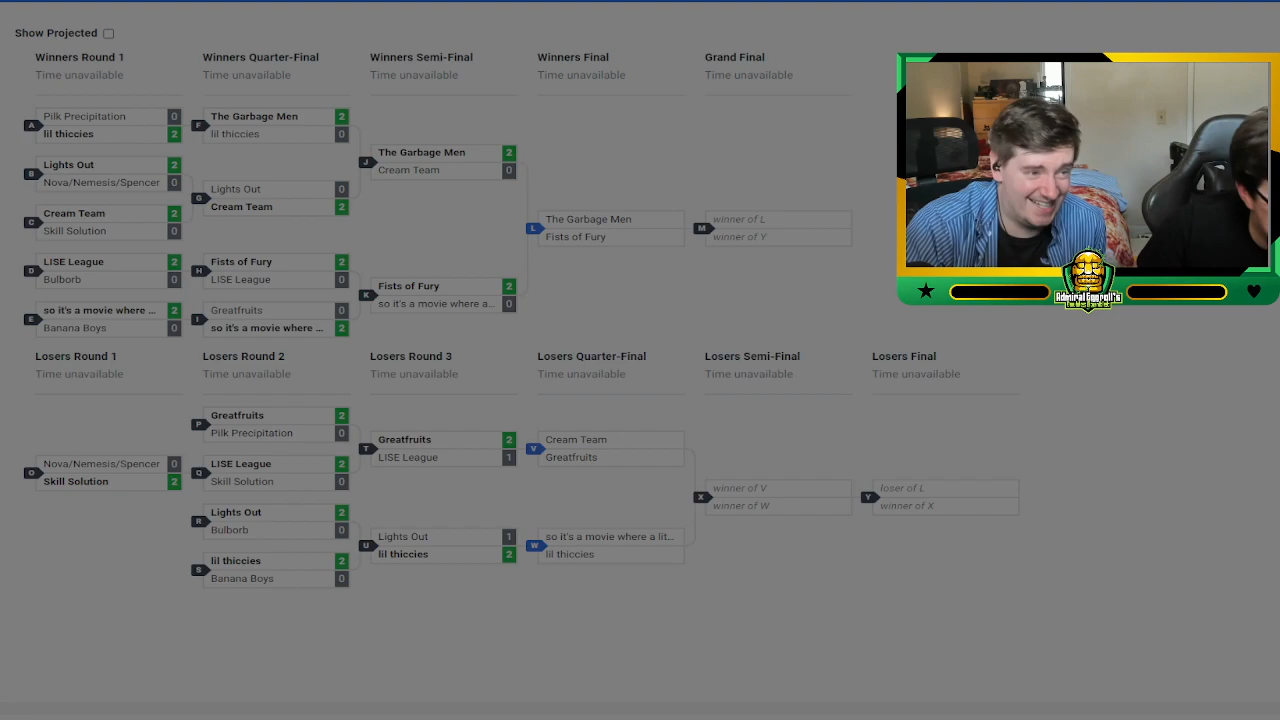 Show Projected
Winners Round 1
Time unavailable
Winners Quarter-Final
Time unavailable
Winners Semi-Final
Time unavailable
Winners Final
Time unavailable
Grand Final
Time unavailable
A
Pilk Precipitation 0
lil thiccies 2
B
Lights Out 2
Nova/Nemesis/Spencer 0
C
Cream Team 2
Skill Solution 0
D
LISE League 2
Bulborb 0
E
so it's a movie where ... 2
Banana Boys 0
F
The Garbage Men 2
lil thiccies 0
G
Lights Out 0
Cream Team 2
H
Fists of Fury 2
LISE League 0
I
Greatfruits 0
so it's a movie where ... 2
J
The Garbage Men 2
Cream Team 0
K
Fists of Fury 2
so it's a movie where a... 0
L
The Garbage Men
Fists of Fury
M
winner of L
winner of Y
Admiral Eggroll's
Losers Round 1
Time unavailable
Losers Round 2
Time unavailable
Losers Round 3
Time unavailable
Losers Quarter-Final
Time unavailable
Losers Semi-Final
Time unavailable
Losers Final
Time unavailable
O
Nova/Nemesis/Spencer 0
Skill Solution 2
P
Greatfruits 2
Pilk Precipitation 0
Q
LISE League 2
Skill Solution 0
R
Lights Out 2
Bulborb 0
S
lil thiccies 2
Banana Boys 0
T
Greatfruits 2
LISE League 1
U
Lights Out 1
lil thiccies 2
V
Cream Team
Greatfruits
W
so it's a movie where a lit...
lil thiccies
X
winner of V
winner of W
Y
loser of L
winner of X